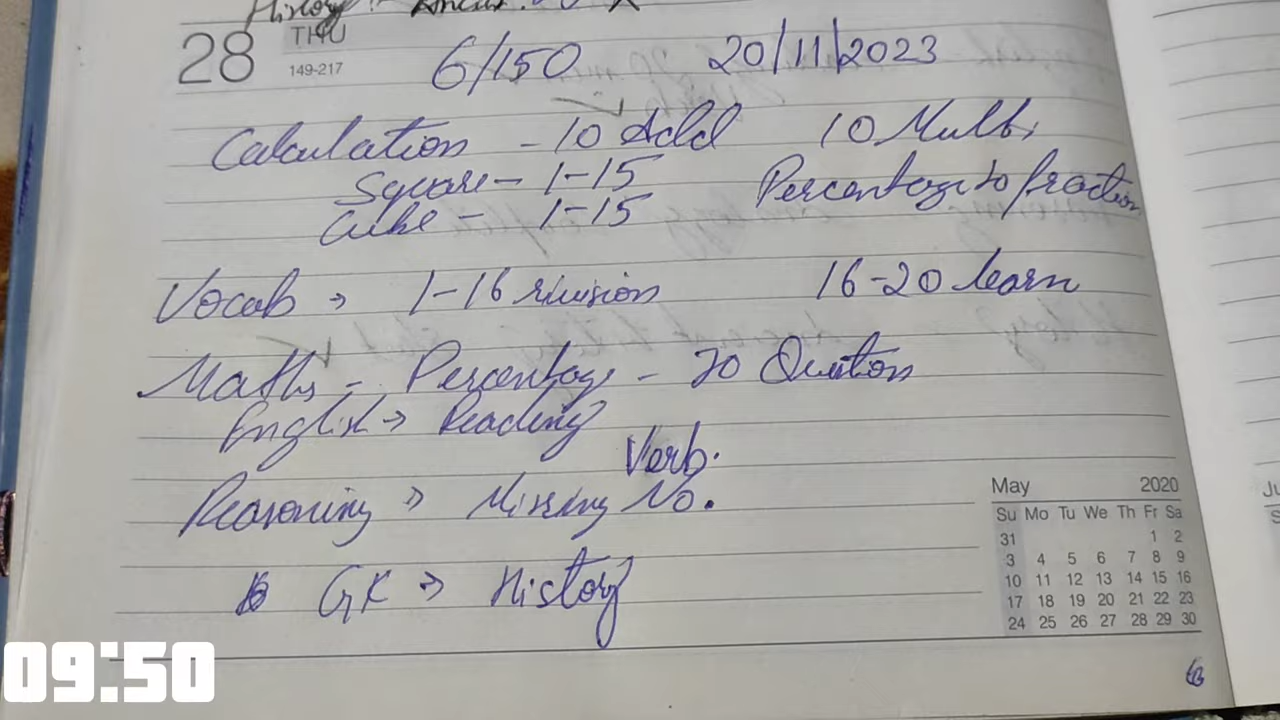 History
28 THU
149-217
6/150 20/11/2023
Calculation - 10 Add 10 Multi
Square - 1-15 Percentage to fraction
Cube - 1-15
Vocab → 1-16 rivision 16-20 learn
Maths - Percentage - 20 Question
English → Reading
Verb.
Reasoning → Missing No.
GK → History
May 2020
Su Mo Tu We Th Fr Sa
31 1 2
3 4 5 6 7 8 9
10 11 12 13 14 15 16
17 18 19 20 21 22 23
24 25 26 27 28 29 30
09:50